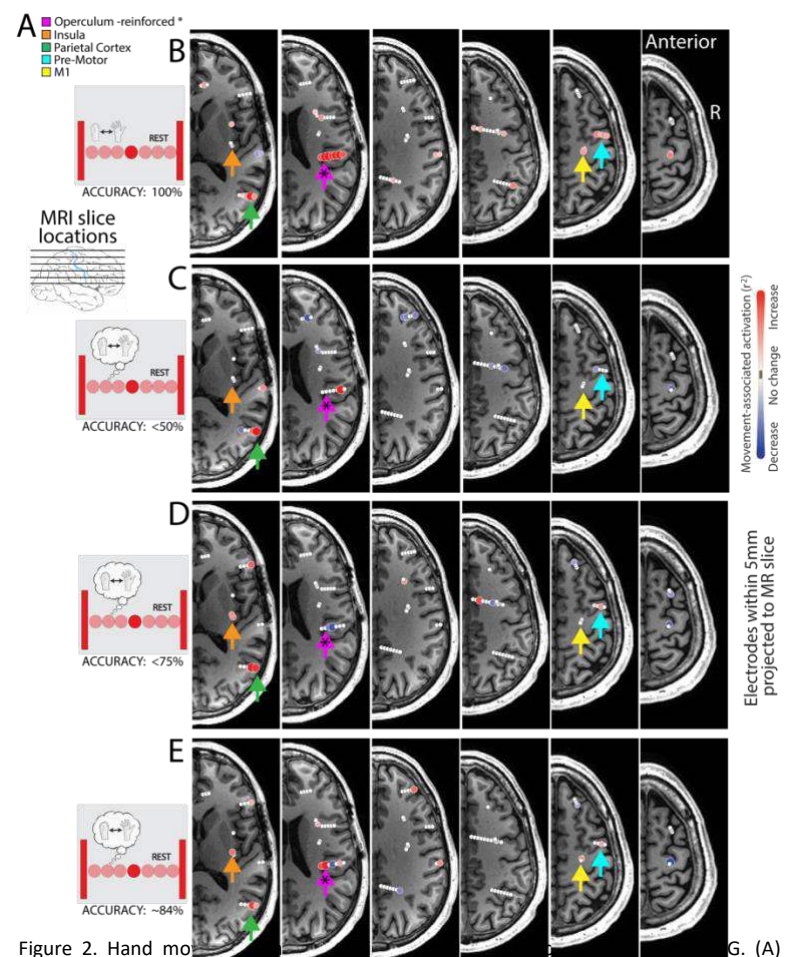 A
Operculum -reinforced *
Insula
Parietal Cortex
Pre-Motor
M1
B
Anterior
R
REST
ACCURACY: 100%
MRI slice
locations
C
REST
ACCURACY: <50%
Movement-associated activation (r²)
Decrease No change Increase
D
REST
ACCURACY: <75%
Electrodes within 5mm
projected to MR slice
E
REST
ACCURACY: ~84%
Figure 2. Hand G. (A)